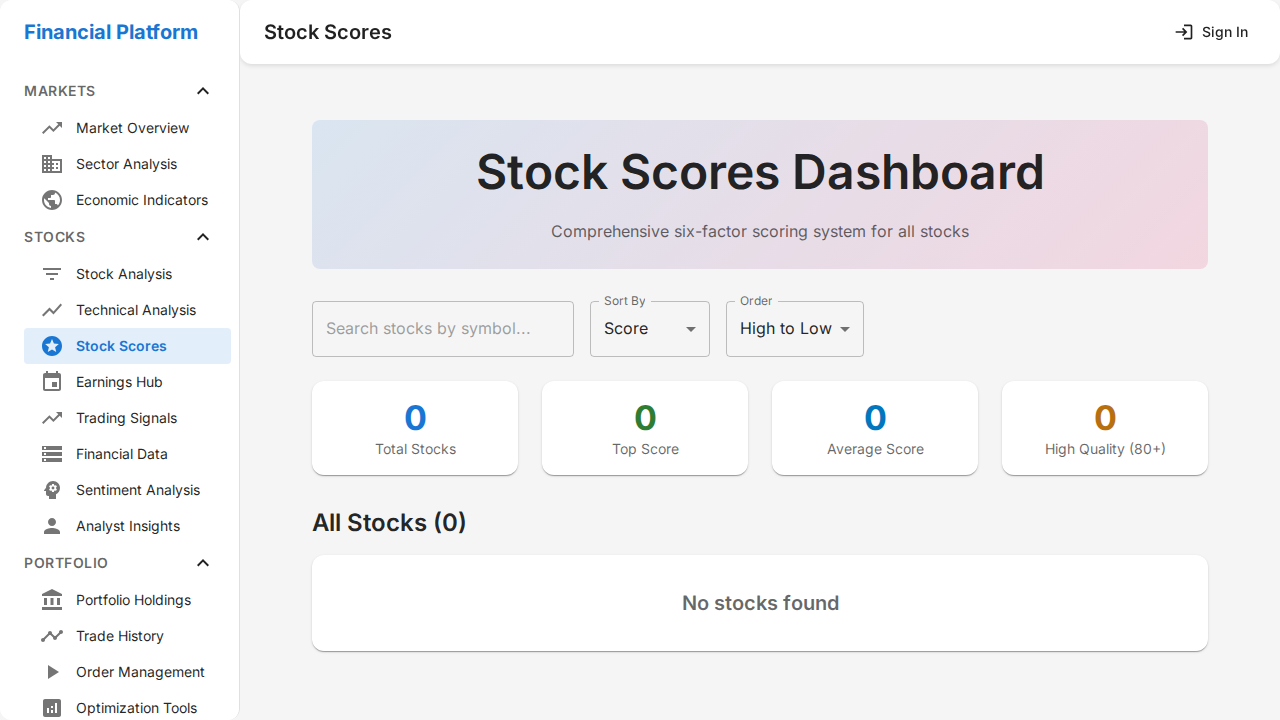 Financial Platform
MARKETS
Market Overview
Sector Analysis
Economic Indicators
STOCKS
Stock Analysis
Technical Analysis
Stock Scores
Earnings Hub
Trading Signals
Financial Data
Sentiment Analysis
Analyst Insights
PORTFOLIO
Portfolio Holdings
Trade History
Order Management
Optimization Tools
Stock Scores
Sign In
Stock Scores Dashboard
Comprehensive six-factor scoring system for all stocks
Search stocks by symbol...
Sort By
Score
Order
High to Low
0
Total Stocks
0
Top Score
0
Average Score
0
High Quality (80+)
All Stocks (0)
No stocks found